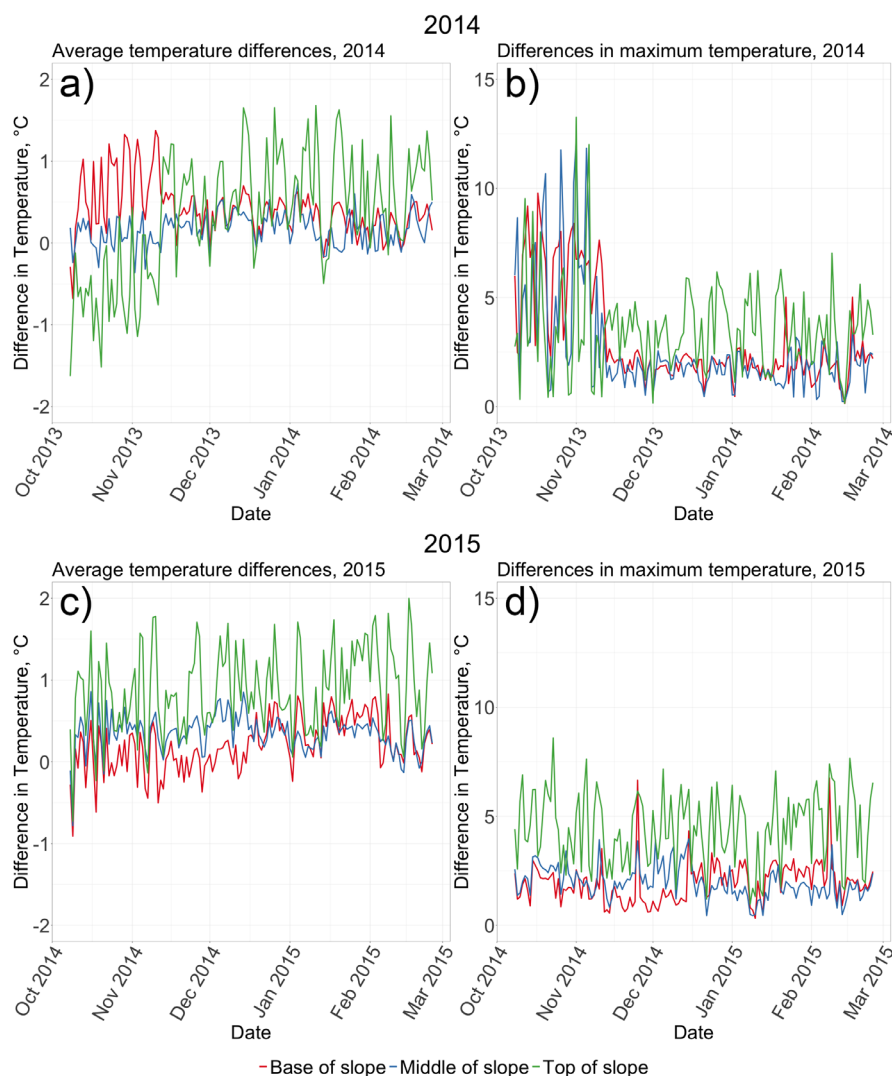 2014
Average temperature differences, 2014
a)
Difference in Temperature, °C
2
1
0
-1
-2
Oct 2013
Nov 2013
Dec 2013
Jan 2014
Feb 2014
Mar 2014
Date
Differences in maximum temperature, 2014
b)
Difference in Temperature, °C
15
10
5
0
Oct 2013
Nov 2013
Dec 2013
Jan 2014
Feb 2014
Mar 2014
Date
2015
Average temperature differences, 2015
c)
Difference in Temperature, °C
2
1
0
-1
-2
Oct 2014
Nov 2014
Dec 2014
Jan 2015
Feb 2015
Mar 2015
Date
Differences in maximum temperature, 2015
d)
Difference in Temperature, °C
15
10
5
0
Oct 2014
Nov 2014
Dec 2014
Jan 2015
Feb 2015
Mar 2015
Date
Base of slope Middle of slope Top of slope